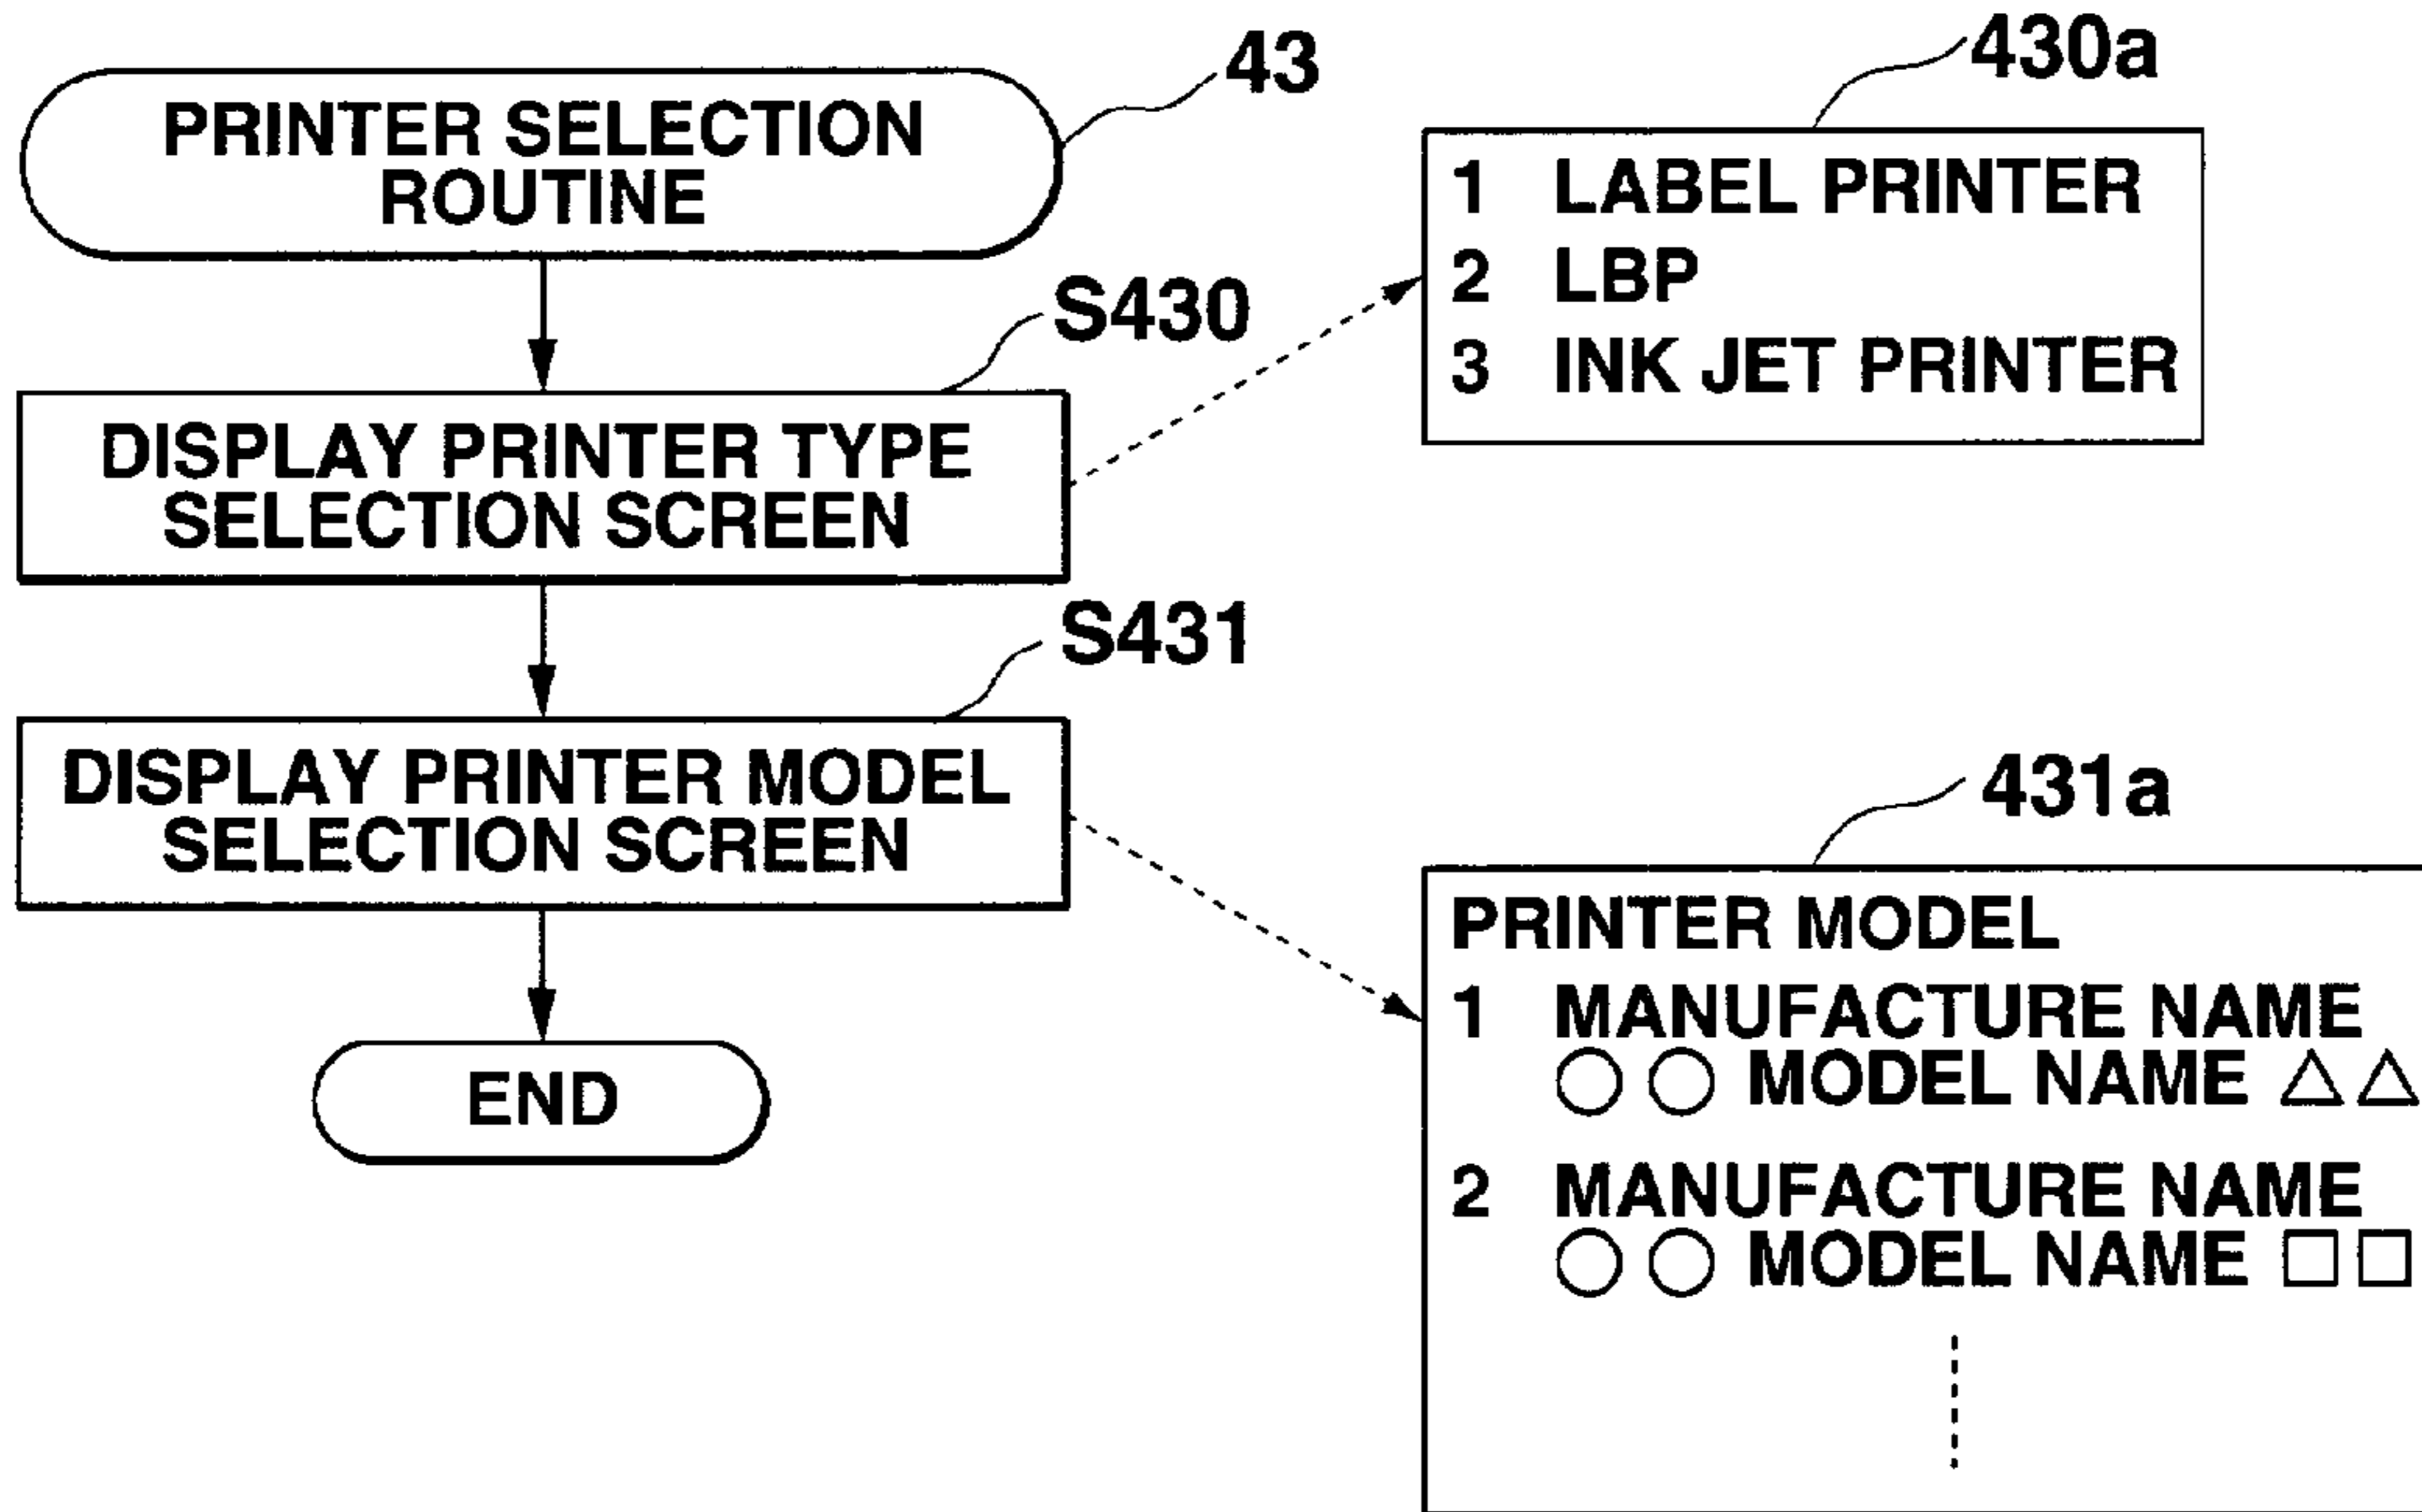 43
PRINTER SELECTION
ROUTINE
S430
DISPLAY PRINTER TYPE
SELECTION SCREEN
S431
DISPLAY PRINTER MODEL
SELECTION SCREEN
END
430a
1 LABEL PRINTER
2 LBP
3 INK JET PRINTER
431a
PRINTER MODEL
1 MANUFACTURE NAME
○ ○ MODEL NAME △ △
2 MANUFACTURE NAME
○ ○ MODEL NAME □ □